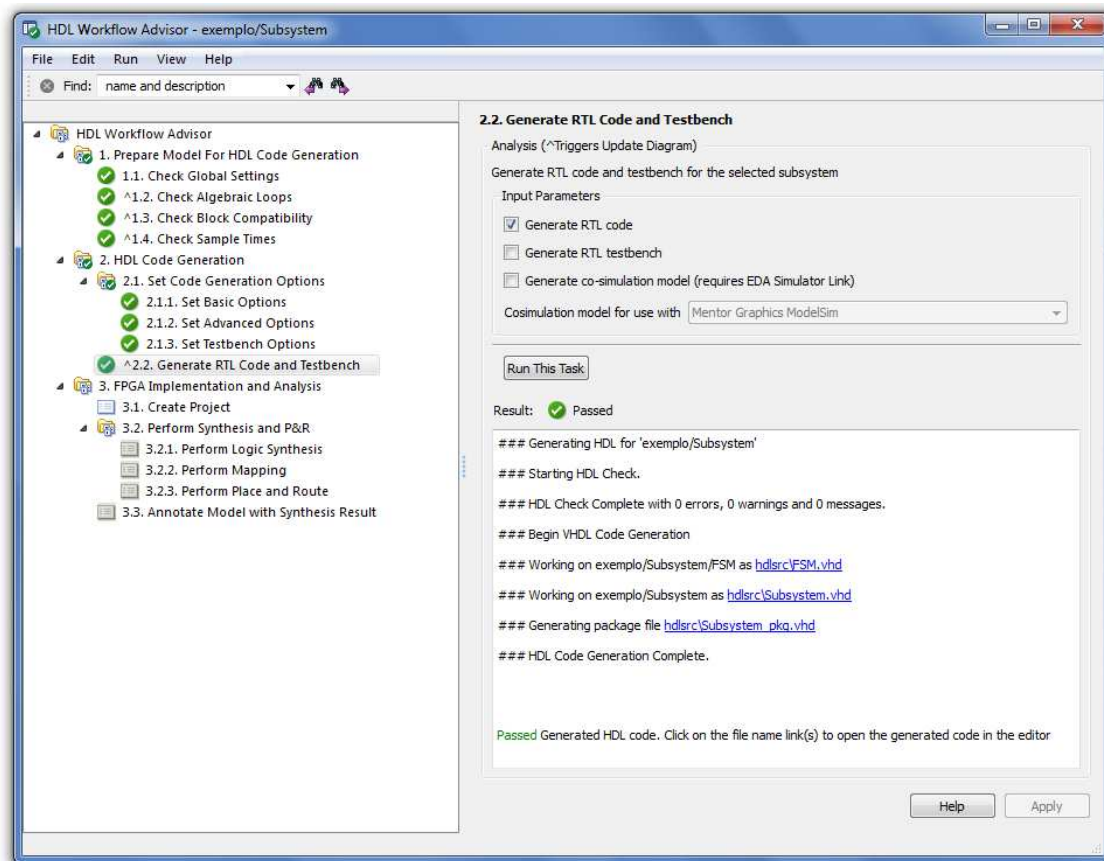 HDL Workflow Advisor - exemplo/Subsystem
File Edit Run View Help
Find: name and description
HDL Workflow Advisor
1. Prepare Model For HDL Code Generation
1.1. Check Global Settings
^1.2. Check Algebraic Loops
^1.3. Check Block Compatibility
^1.4. Check Sample Times
2. HDL Code Generation
2.1. Set Code Generation Options
2.1.1. Set Basic Options
2.1.2. Set Advanced Options
2.1.3. Set Testbench Options
^2.2. Generate RTL Code and Testbench
3. FPGA Implementation and Analysis
3.1. Create Project
3.2. Perform Synthesis and P&R
3.2.1. Perform Logic Synthesis
3.2.2. Perform Mapping
3.2.3. Perform Place and Route
3.3. Annotate Model with Synthesis Result
2.2. Generate RTL Code and Testbench
Analysis (^Triggers Update Diagram)
Generate RTL code and testbench for the selected subsystem
Input Parameters
Generate RTL code
Generate RTL testbench
Generate co-simulation model (requires EDA Simulator Link)
Cosimulation model for use with Mentor Graphics ModelSim
Run This Task
Result: Passed
### Generating HDL for 'exemplo/Subsystem'
### Starting HDL Check.
### HDL Check Complete with 0 errors, 0 warnings and 0 messages.
### Begin VHDL Code Generation
### Working on exemplo/Subsystem/FSM as hdlsrc\FSM.vhd
### Working on exemplo/Subsystem as hdlsrc\Subsystem.vhd
### Generating package file hdlsrc\Subsystem_pkg.vhd
### HDL Code Generation Complete.
Passed Generated HDL code. Click on the file name link(s) to open the generated code in the editor
Help Apply